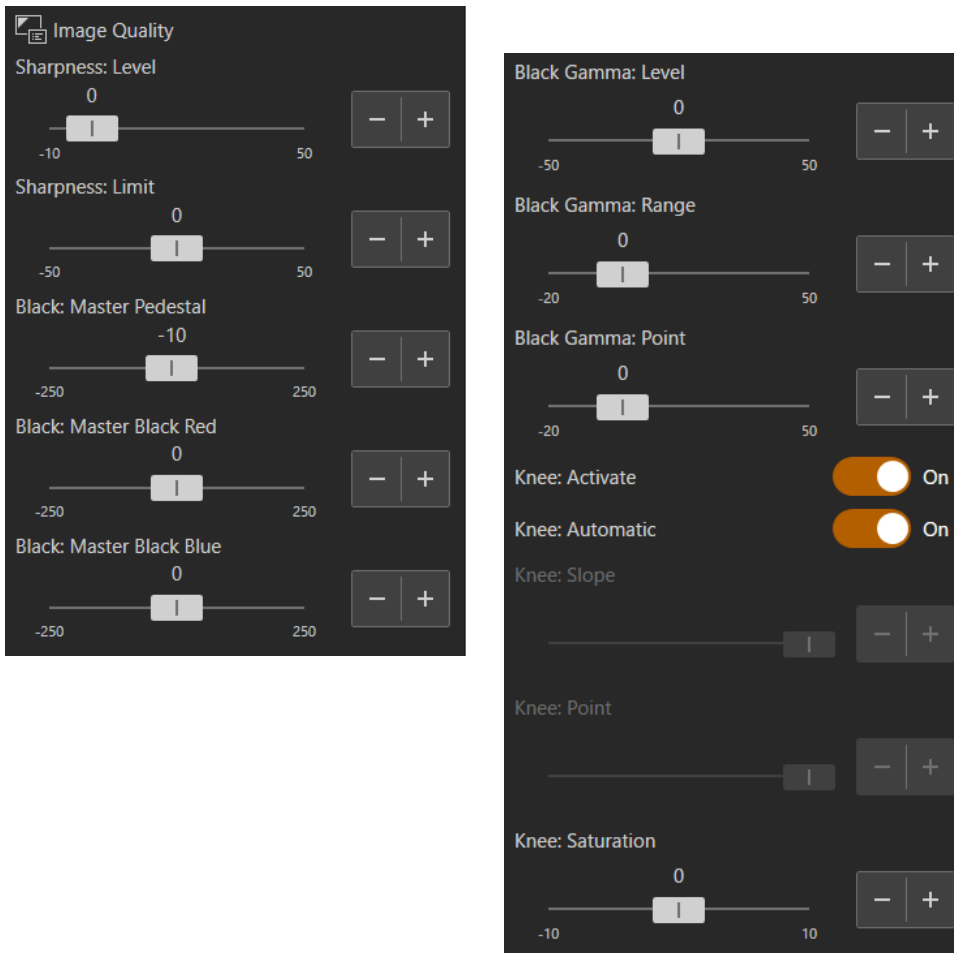 Image Quality
Sharpness: Level
0
− +
-10 50
Sharpness: Limit
0
− +
-50 50
Black: Master Pedestal
-10
− +
-250 250
Black: Master Black Red
0
− +
-250 250
Black: Master Black Blue
0
− +
-250 250
Black Gamma: Level
0
− +
-50 50
Black Gamma: Range
0
− +
-20 50
Black Gamma: Point
0
− +
-20 50
Knee: Activate On
Knee: Automatic On
Knee: Slope
− +
Knee: Point
− +
Knee: Saturation
0
− +
-10 10